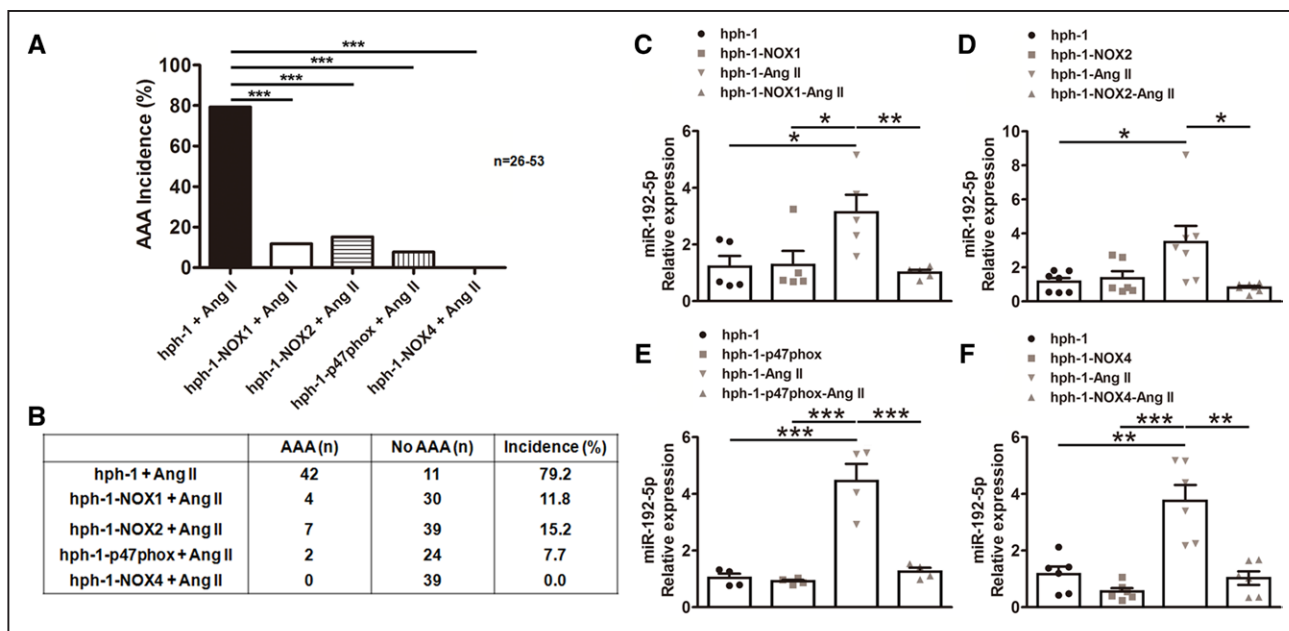 A
***
***
***
***
100
80
60
40
20
0
AAA Incidence (%)
n=26-53
hph-1 + Ang II
hph-1-NOX1 + Ang II
hph-1-NOX2 + Ang II
hph-1-p47phox + Ang II
hph-1-NOX4 + Ang II
B
AAA (n) No AAA (n) Incidence (%)
hph-1 + Ang II 42 11 79.2
hph-1-NOX1 + Ang II 4 30 11.8
hph-1-NOX2 + Ang II 7 39 15.2
hph-1-p47phox + Ang II 2 24 7.7
hph-1-NOX4 + Ang II 0 39 0.0
C
hph-1
hph-1-NOX1
hph-1-Ang II
hph-1-NOX1-Ang II
* **
*
6
4
2
0
miR-192-5p
Relative expression
D
hph-1
hph-1-NOX2
hph-1-Ang II
hph-1-NOX2-Ang II
* *
10
8
6
4
2
0
miR-192-5p
Relative expression
E
hph-1
hph-1-p47phox
hph-1-Ang II
hph-1-p47phox-Ang II
*** ***
***
6
4
2
0
miR-192-5p
Relative expression
F
hph-1
hph-1-NOX4
hph-1-Ang II
hph-1-NOX4-Ang II
*** **
**
6
4
2
0
miR-192-5p
Relative expression